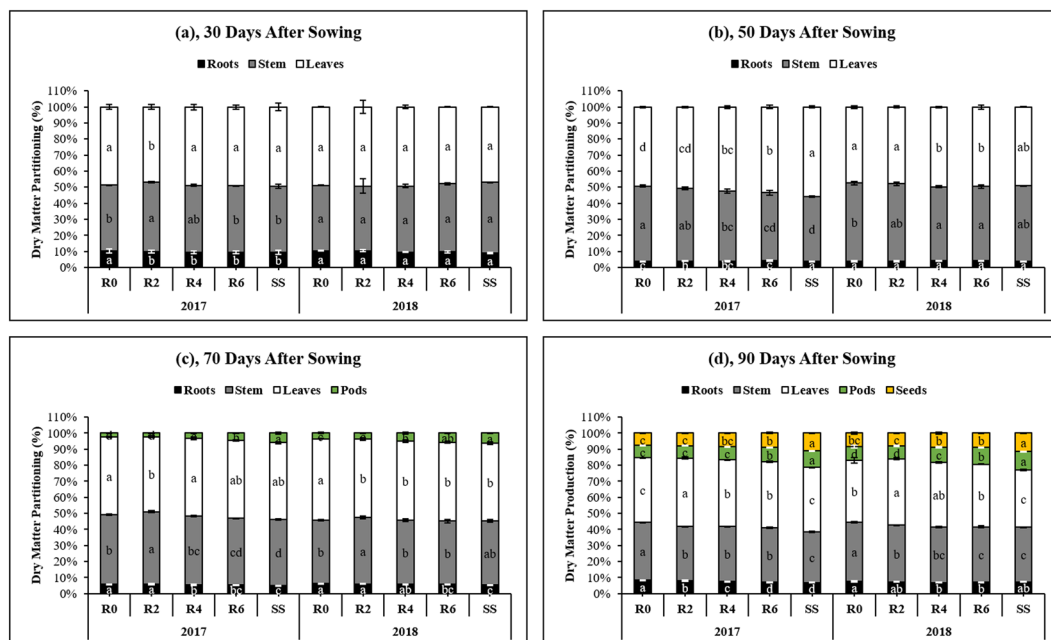 (a), 30 Days After Sowing
Roots Stem Leaves
Dry Matter Partitioning (%)
110%
100%
90%
80%
70%
60%
50%
40%
30%
20%
10%
0%
a b a a a a a a a a
b a ab b b a a a a a
a b b b b a a a a a
R0 R2 R4 R6 SS R0 R2 R4 R6 SS
2017 2018
(b), 50 Days After Sowing
Roots Stem Leaves
Dry Matter Partitioning (%)
110%
100%
90%
80%
70%
60%
50%
40%
30%
20%
10%
0%
d cd bc b a a a b b ab
a ab bc cd d b ab a a ab
R0 R2 R4 R6 SS R0 R2 R4 R6 SS
2017 2018
(c), 70 Days After Sowing
Roots Stem Leaves Pods
Dry Matter Partitioning (%)
110%
100%
90%
80%
70%
60%
50%
40%
30%
20%
10%
0%
a b a ab ab a b b b b
b a bc cd d b a b b ab
a a b bc c a a ab bc c
R0 R2 R4 R6 SS R0 R2 R4 R6 SS
2017 2018
(d), 90 Days After Sowing
Roots Stem Leaves Pods Seeds
Dry Matter Production (%)
110%
100%
90%
80%
70%
60%
50%
40%
30%
20%
10%
0%
c c bc b a bc c b b a
c c c b a d d c b a
c a b b c b a ab b c
a b b b c a b bc c c
a b c d d a ab b b ab
R0 R2 R4 R6 SS R0 R2 R4 R6 SS
2017 2018